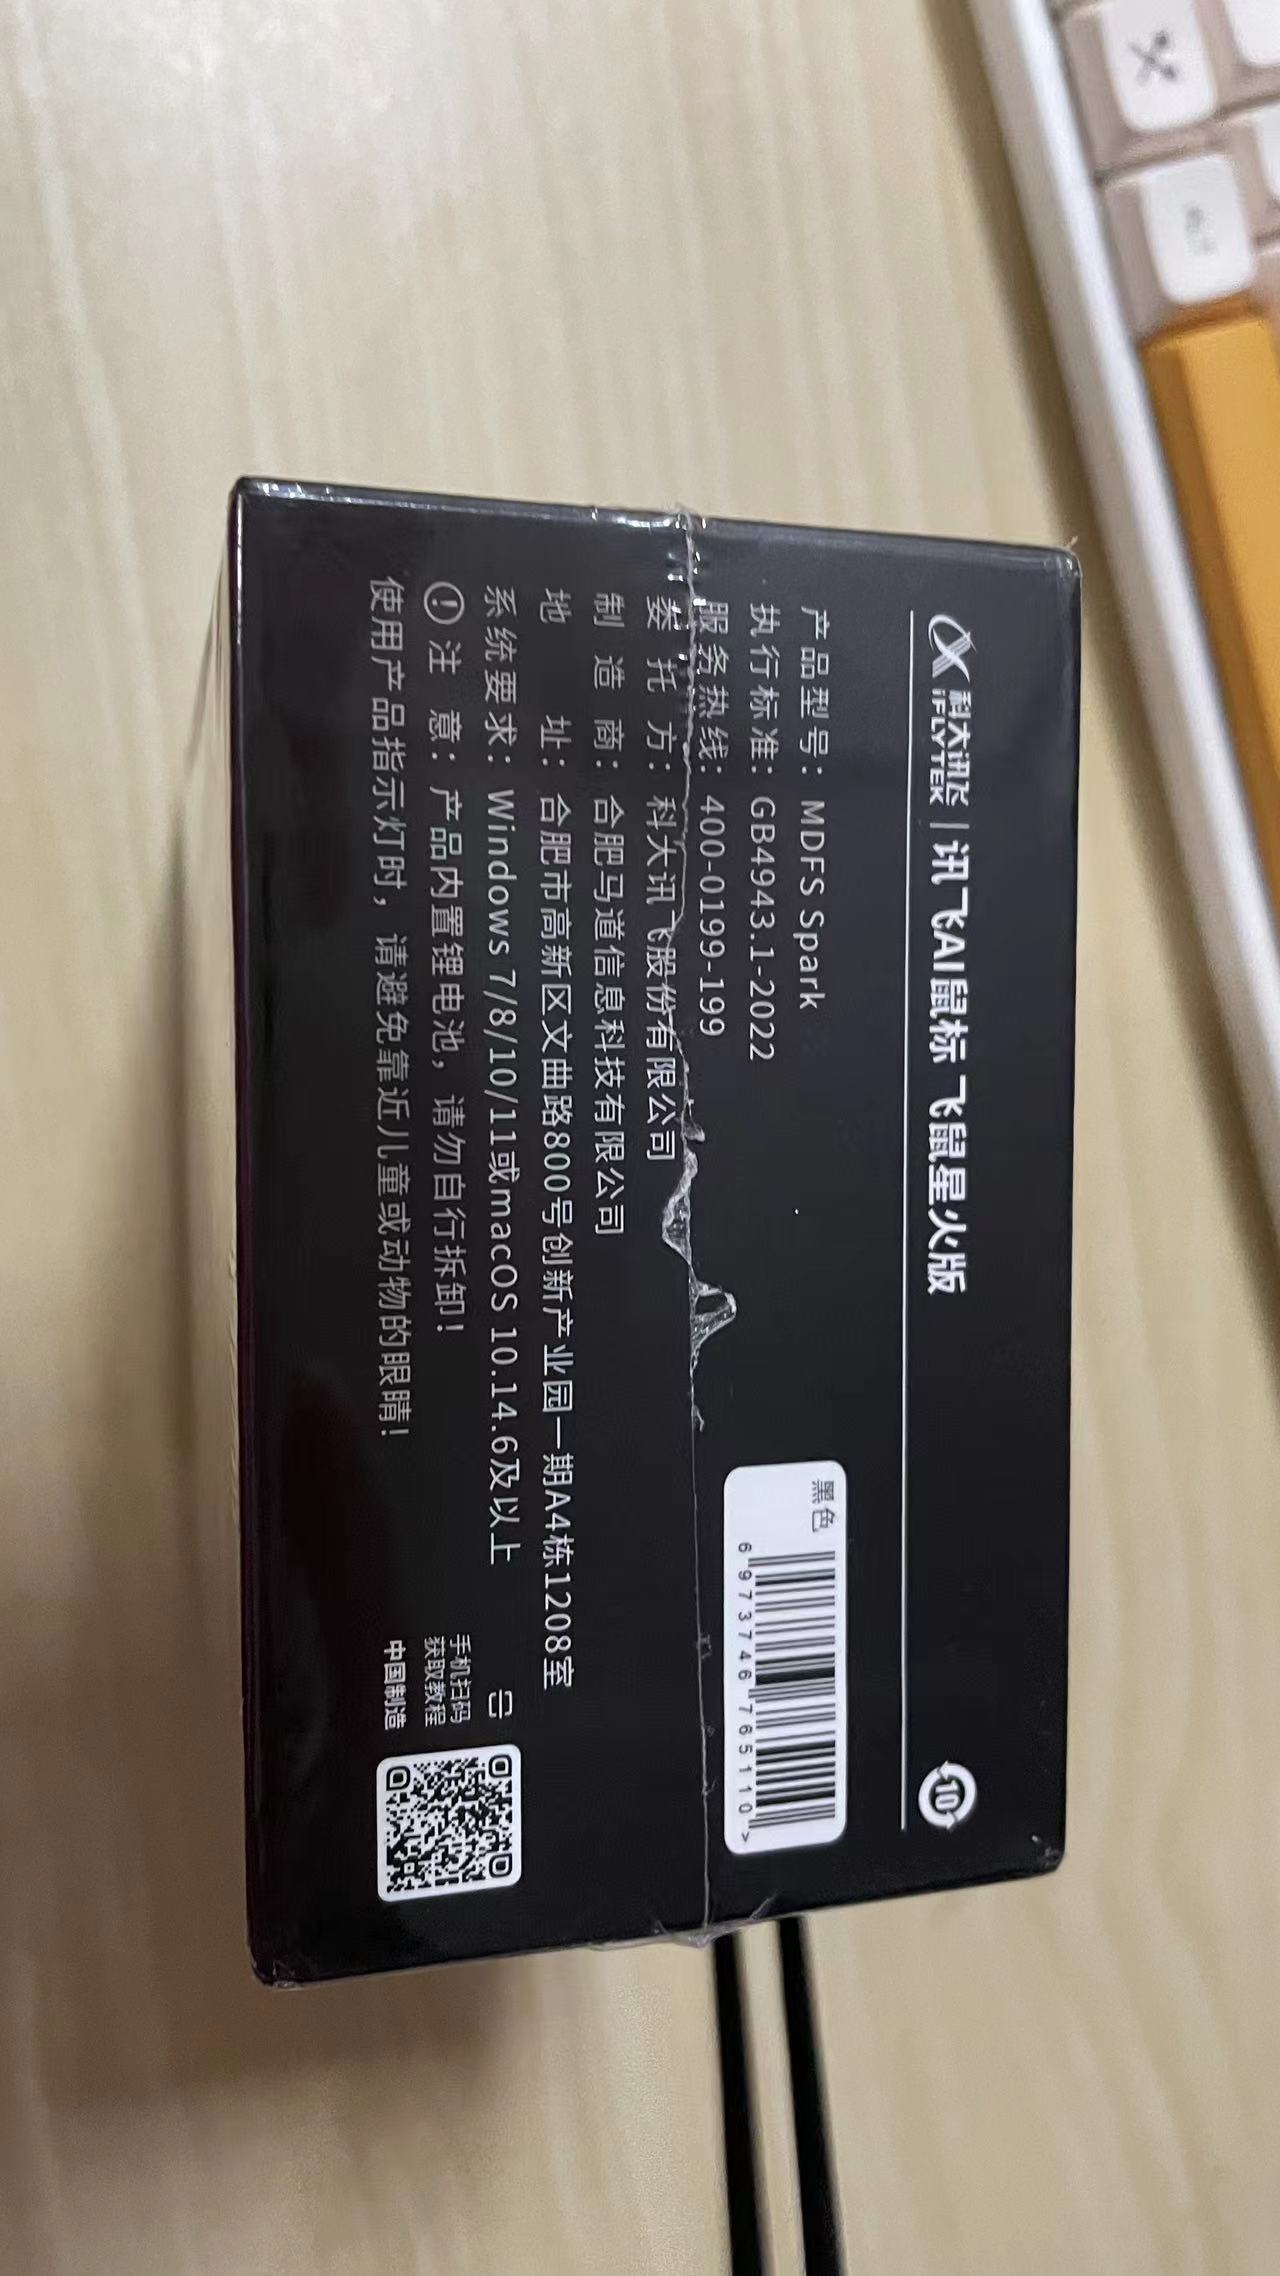 科大讯飞
iFLYTEK
讯飞AI鼠标 飞鼠星火版
10
产品型号：MDFS Spark
执行标准：GB4943.1-2022
服务热线：400-0199-199
委托方：科大讯飞股份有限公司
制造商：合肥马道信息科技有限公司
地址：合肥市高新区文曲路800号创新产业园一期A4栋1208室
系统要求：Windows 7/8/10/11或macOS 10.14.6及以上
注意：产品内置锂电池，请勿自行拆卸！
使用产品指示灯时，请避免靠近儿童或动物的眼睛！
黑色
6 973746 765110 >
手机扫码
获取教程
中国制造
ALT